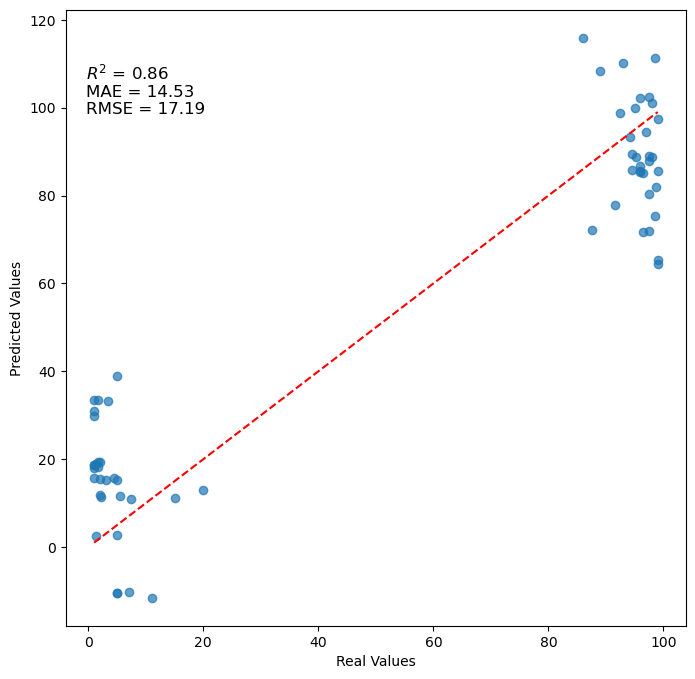 120
100
80
60
40
20
0
Predicted Values
R² = 0.86
MAE = 14.53
RMSE = 17.19
0 20 40 60 80 100
Real Values